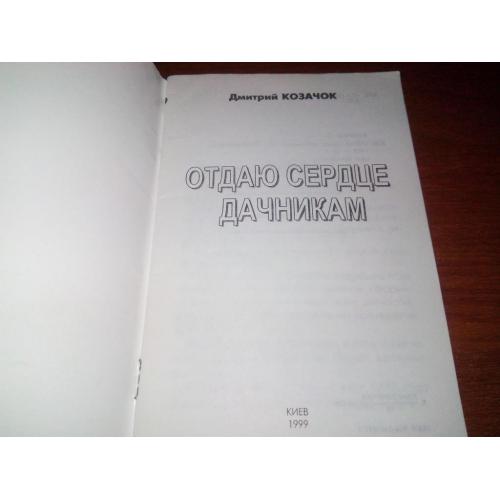 Дмитрий КОЗАЧОК
ОТДАЮ СЕРДЦЕ
ДАЧНИКАМ
КИЕВ
1999